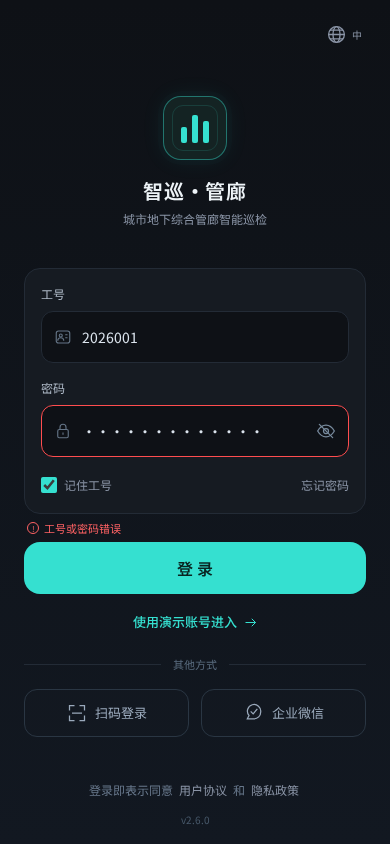 中
智巡·管廊
城市地下综合管廊智能巡检
工号
2026001
密码
记住工号 忘记密码
工号或密码错误
登录
使用演示账号进入 →
其他方式
扫码登录 企业微信
登录即表示同意 用户协议 和 隐私政策
v2.6.0